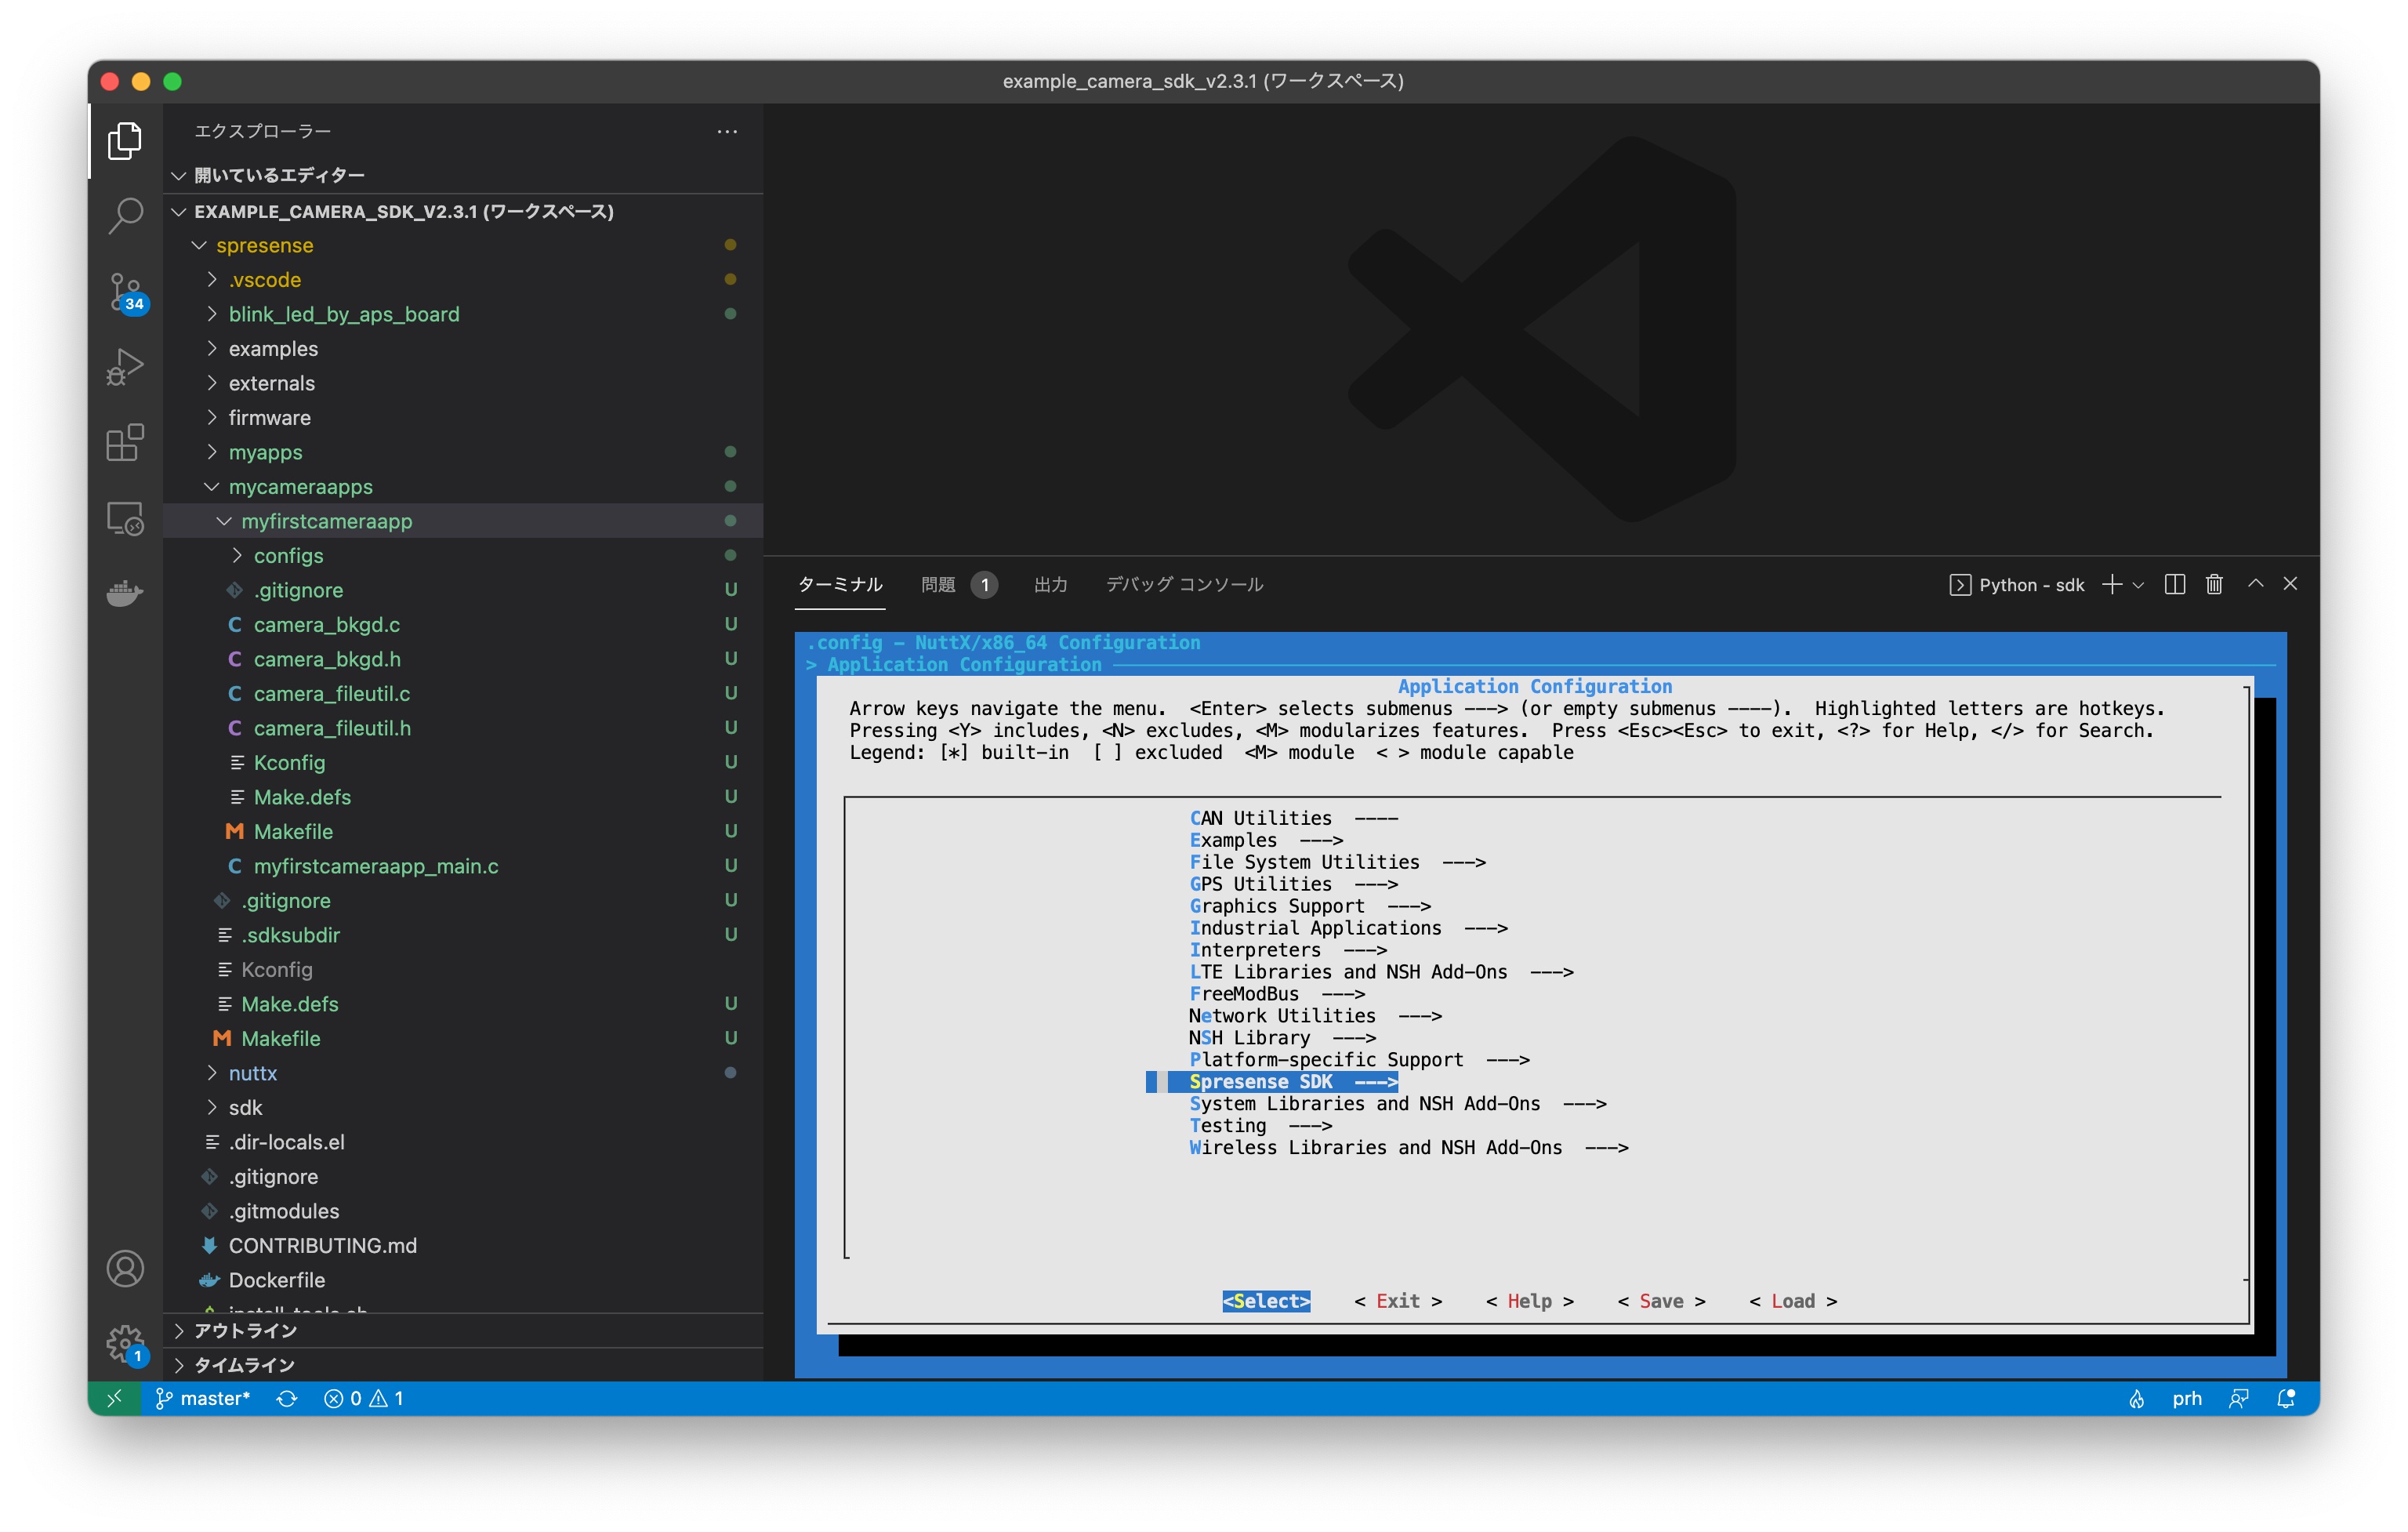 example_camera_sdk_v2.3.1 (ワークスペース)
エクスプローラー
開いているエディター
EXAMPLE_CAMERA_SDK_V2.3.1 (ワークスペース)
spresense
.vscode
blink_led_by_aps_board
examples
externals
firmware
myapps
mycameraapps
myfirstcameraapp
configs
.gitignore U
camera_bkgd.c U
camera_bkgd.h U
camera_fileutil.c U
camera_fileutil.h U
Kconfig U
Make.defs U
Makefile U
myfirstcameraapp_main.c U
.gitignore U
.sdksubdir U
Kconfig
Make.defs U
Makefile U
nuttx
sdk
.dir-locals.el
.gitignore
.gitmodules
CONTRIBUTING.md
Dockerfile
アウトライン
タイムライン
34
1
ターミナル 問題 1 出力 デバッグ コンソール Python - sdk
.config - NuttX/x86_64 Configuration
> Application Configuration
Application Configuration
Arrow keys navigate the menu.  <Enter> selects submenus ---> (or empty submenus ----).  Highlighted letters are hotkeys.
Pressing <Y> includes, <N> excludes, <M> modularizes features.  Press <Esc><Esc> to exit, <?> for Help, </> for Search.
Legend: [*] built-in  [ ] excluded  <M> module  < > module capable
CAN Utilities  ----
Examples  --->
File System Utilities  --->
GPS Utilities  --->
Graphics Support  --->
Industrial Applications  --->
Interpreters  --->
LTE Libraries and NSH Add-Ons  --->
FreeModBus  --->
Network Utilities  --->
NSH Library  --->
Platform-specific Support  --->
Spresense SDK  --->
System Libraries and NSH Add-Ons  --->
Testing  --->
Wireless Libraries and NSH Add-Ons  --->
<Select>    < Exit >    < Help >    < Save >    < Load >
master* 0 1 prh